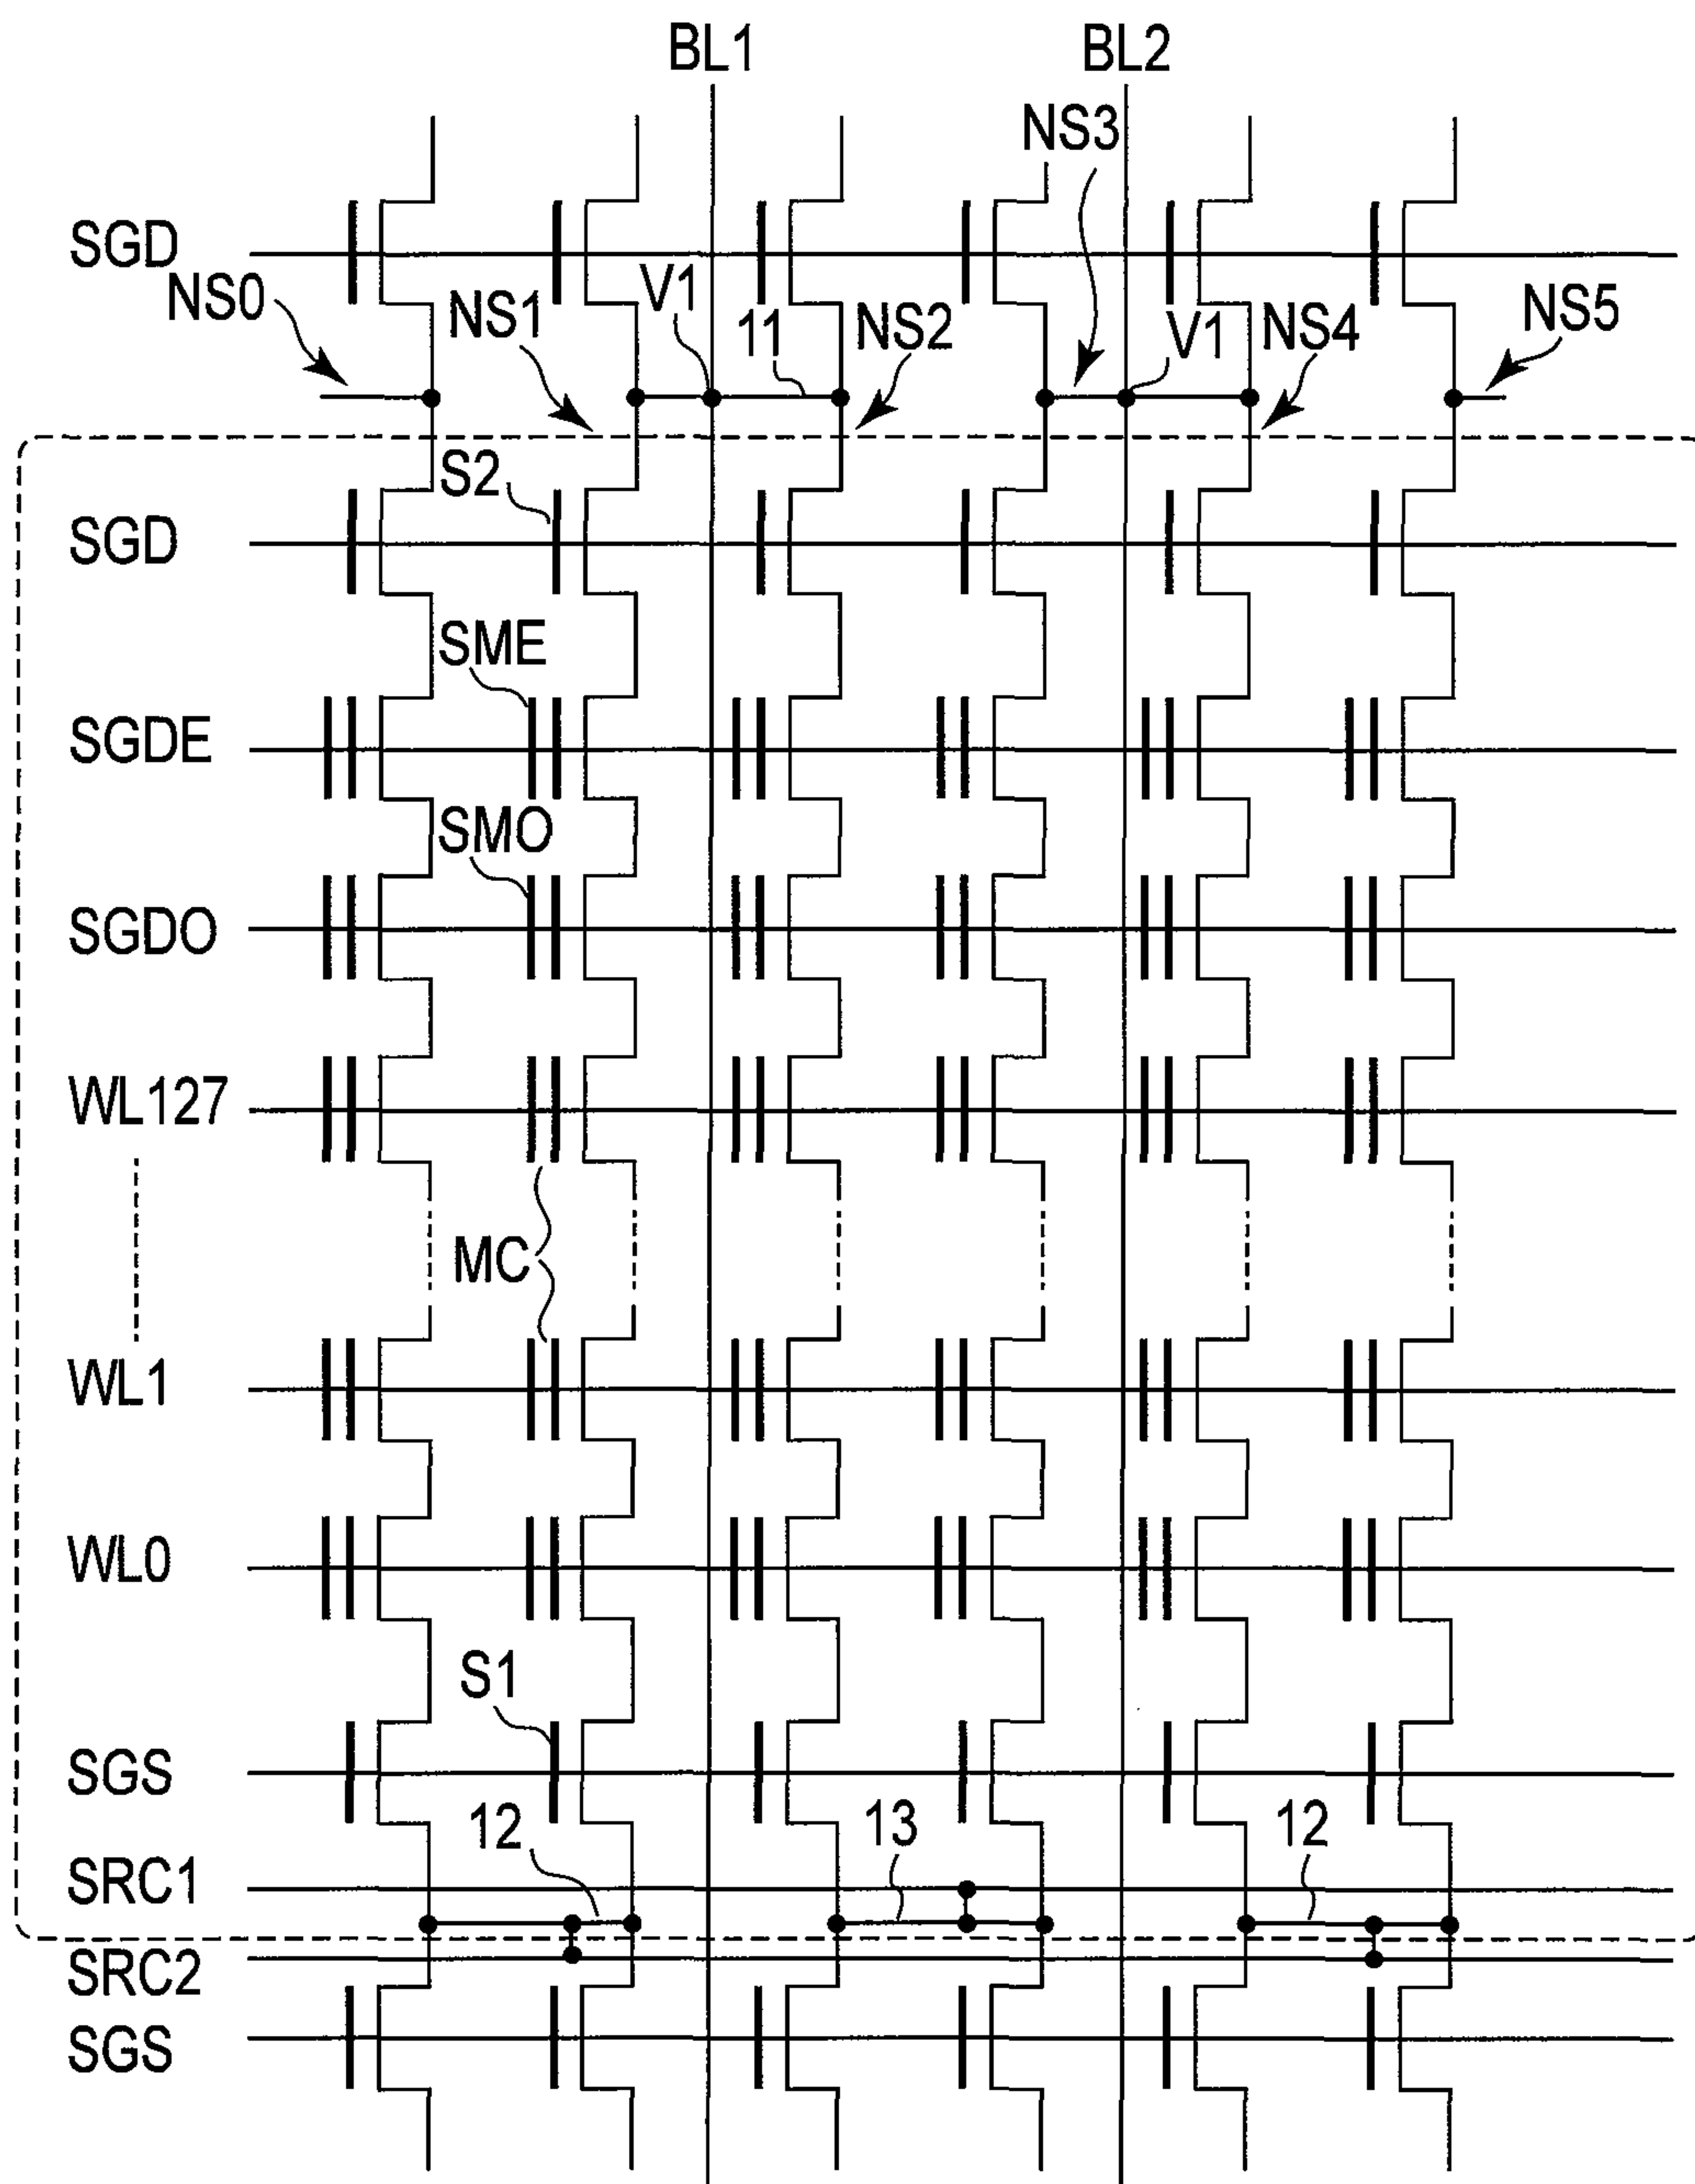 BL1 BL2
NS3
SGD
NS0 NS1 V1 11 NS2 V1 NS4 NS5
S2
SGD
SME
SGDE
SMO
SGDO
WL127
MC
WL1
WL0
S1
SGS
12 13 12
SRC1
SRC2
SGS